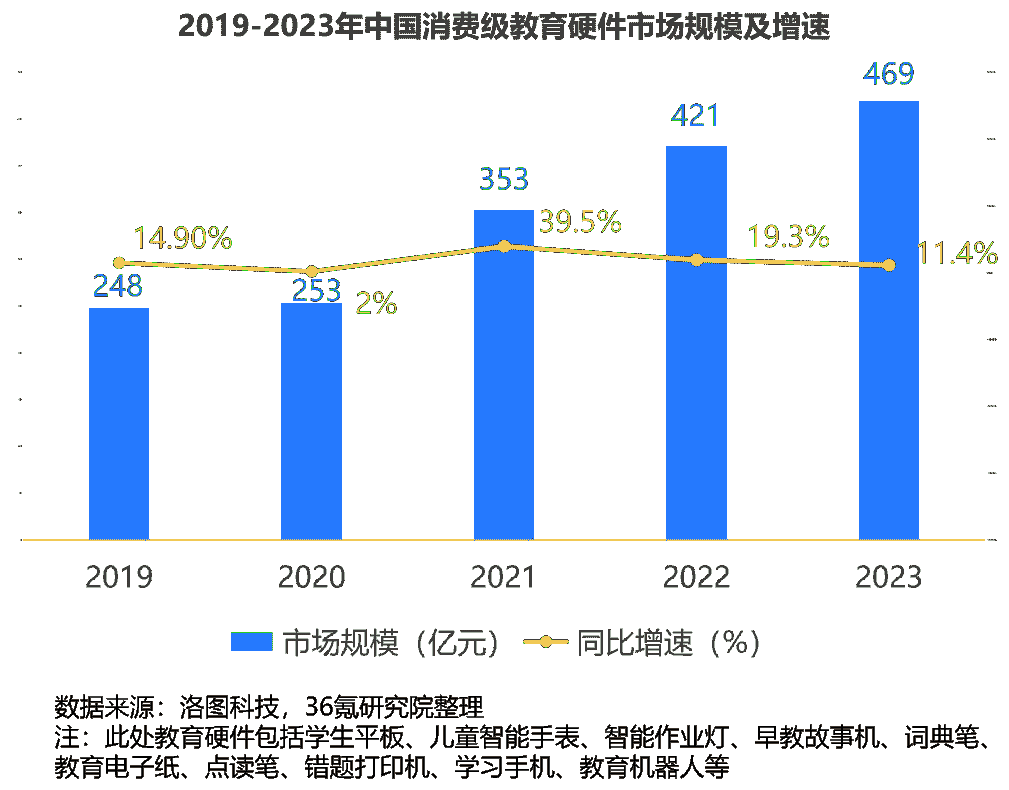 2019-2023年中国消费级教育硬件市场规模及增速
469
421
353
39.5%
14.90%
19.3%
11.4%
248
253
2%
2019 2020 2021 2022 2023
市场规模（亿元） 同比增速（%）
数据来源：洛图科技，36氪研究院整理
注：此处教育硬件包括学生平板、儿童智能手表、智能作业灯、早教故事机、词典笔、
教育电子纸、点读笔、错题打印机、学习手机、教育机器人等